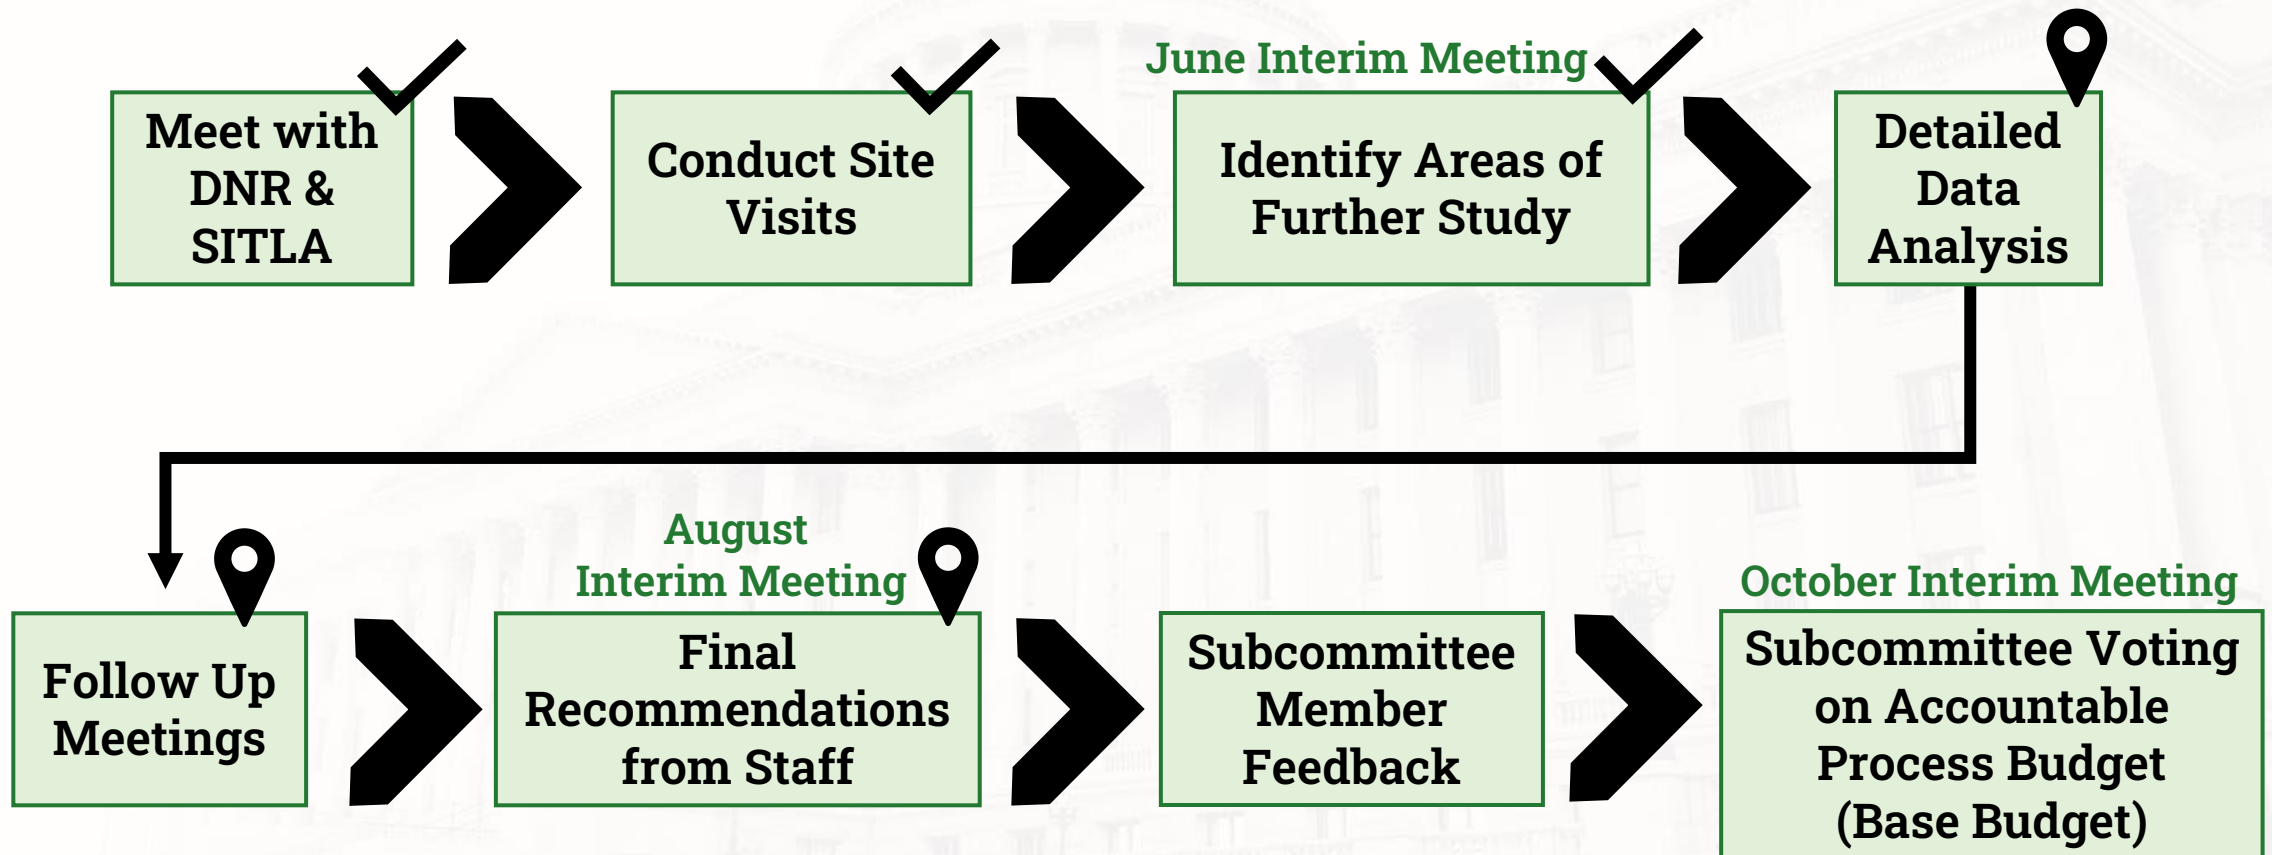 Meet with
DNR &
SITLA
Conduct Site
Visits
June Interim Meeting
Identify Areas of
Further Study
Detailed
Data
Analysis
Follow Up
Meetings
August
Interim Meeting
Final
Recommendations
from Staff
Subcommittee
Member
Feedback
October Interim Meeting
Subcommittee Voting
on Accountable
Process Budget
(Base Budget)